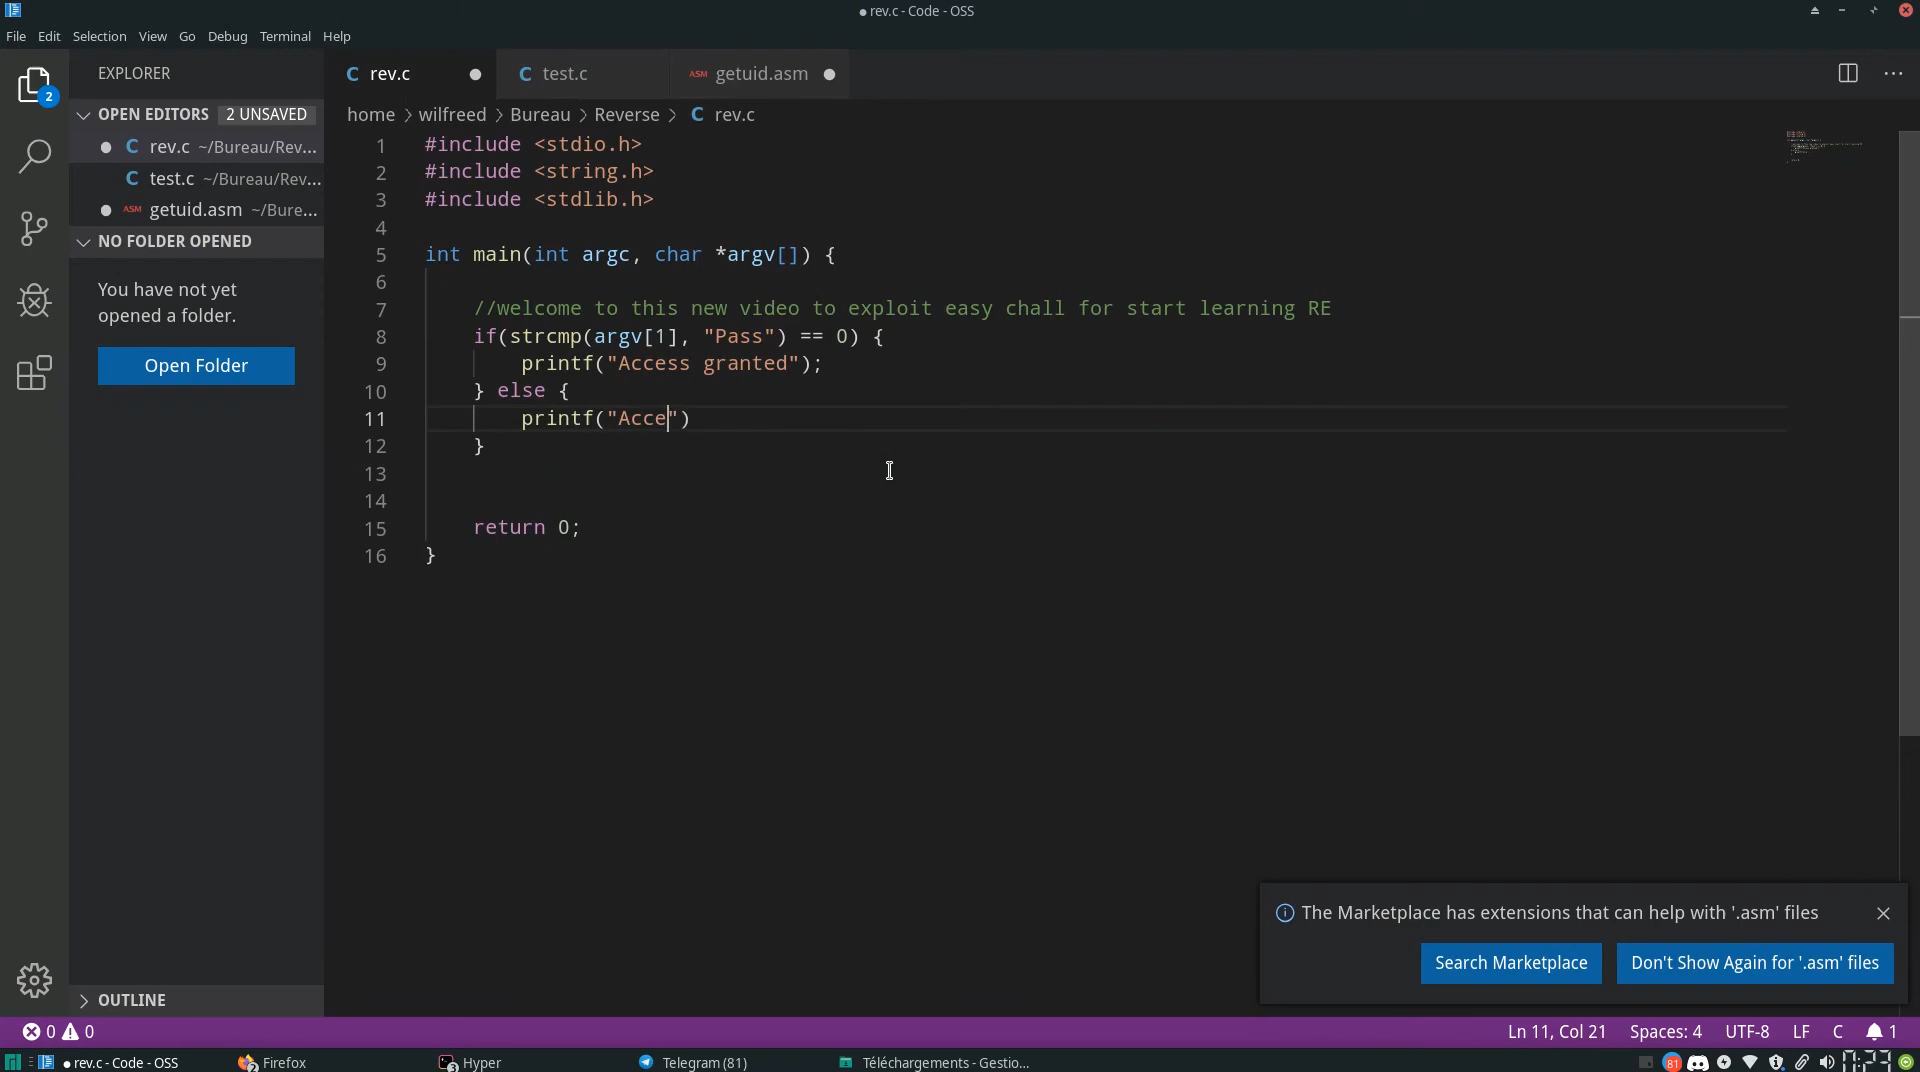 ● rev.c - Code - OSS
File Edit Selection View Go Debug Terminal Help
EXPLORER
OPEN EDITORS 2 UNSAVED
rev.c ~/Bureau/Rev...
test.c ~/Bureau/Rev...
ASM getuid.asm ~/Bure...
NO FOLDER OPENED
You have not yet
opened a folder.
Open Folder
OUTLINE
2
C rev.c ● C test.c ASM getuid.asm ●
home > wilfreed > Bureau > Reverse > C rev.c
1 #include <stdio.h>
2 #include <string.h>
3 #include <stdlib.h>
4
5 int main(int argc, char *argv[]) {
6
7 //welcome to this new video to exploit easy chall for start learning RE
8 if(strcmp(argv[1], "Pass") == 0) {
9 printf("Access granted");
10 } else {
11 printf("Acce")
12 }
13
14
15 return 0;
16 }
The Marketplace has extensions that can help with '.asm' files
Search Marketplace Don't Show Again for '.asm' files
0 0 Ln 11, Col 21 Spaces: 4 UTF-8 LF C 1
● rev.c - Code - OSS 2 Firefox 3 Hyper Telegram (81) Téléchargements - Gestio... 81